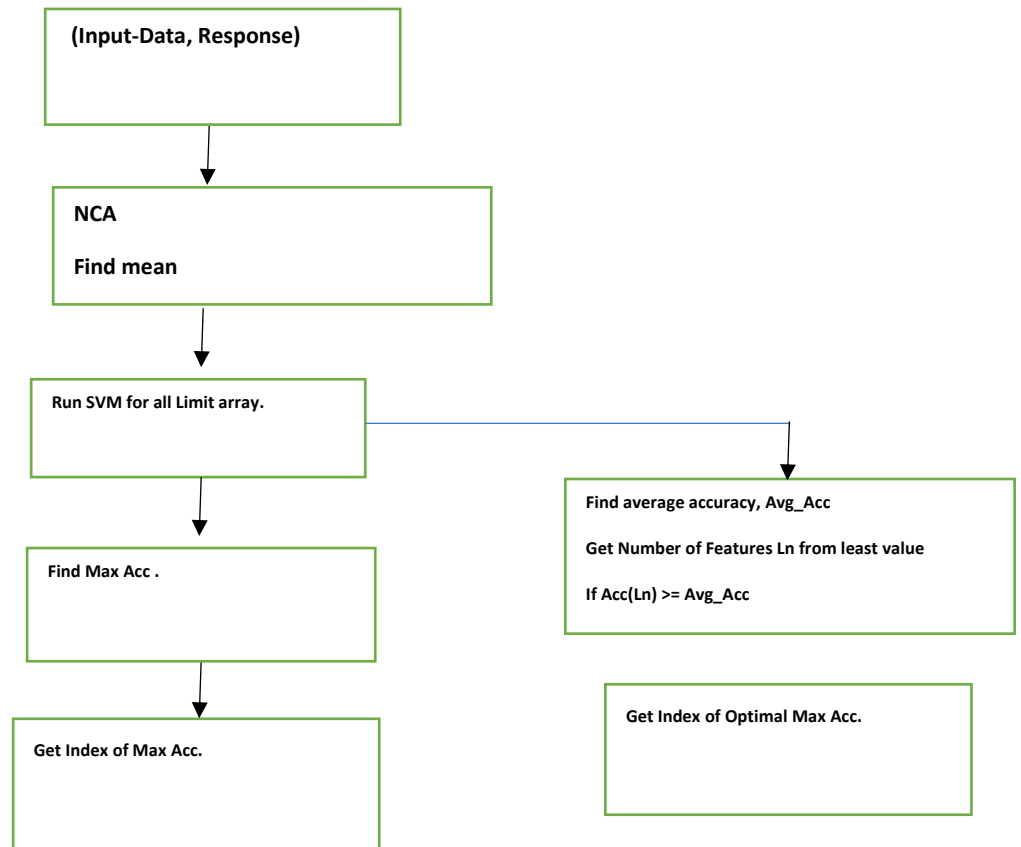 (Input-Data, Response)
NCA
Find mean
Run SVM for all Limit array.
Find Max Acc .
Get Index of Max Acc.
Find average accuracy, Avg_Acc
Get Number of Features Ln from least value
If Acc(Ln) >= Avg_Acc
Get Index of Optimal Max Acc.